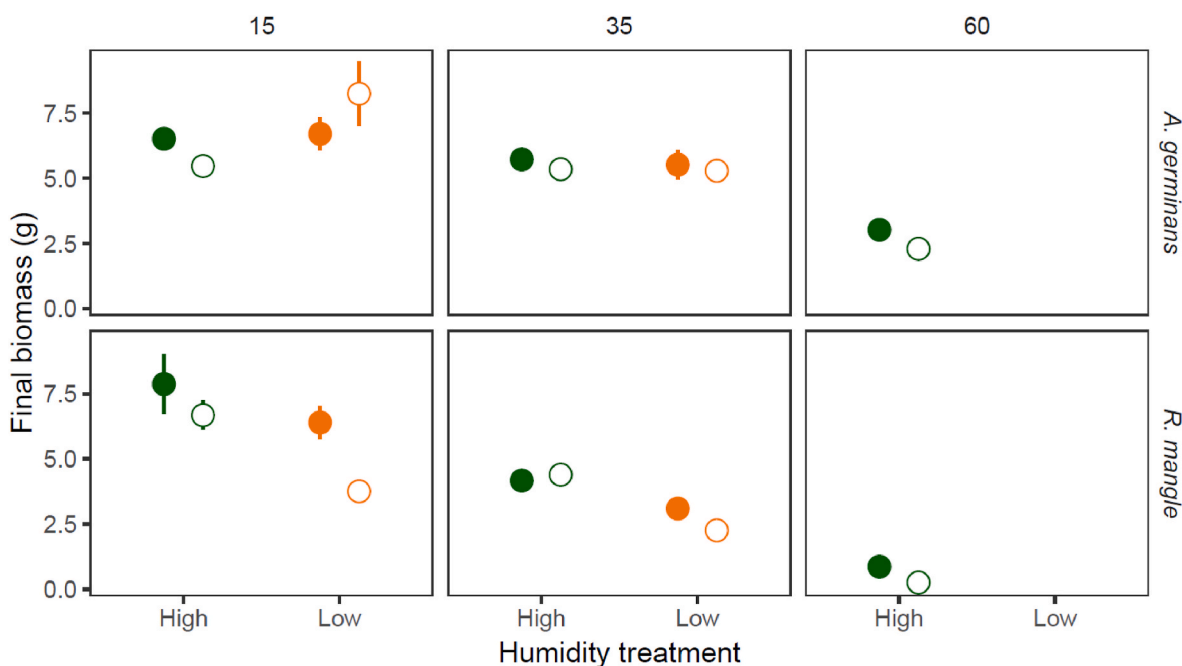 15 35 60
Final biomass (g)
7.5
5.0
2.5
0.0
A. germinans
7.5
5.0
2.5
0.0
R. mangle
High Low High Low High Low
Humidity treatment